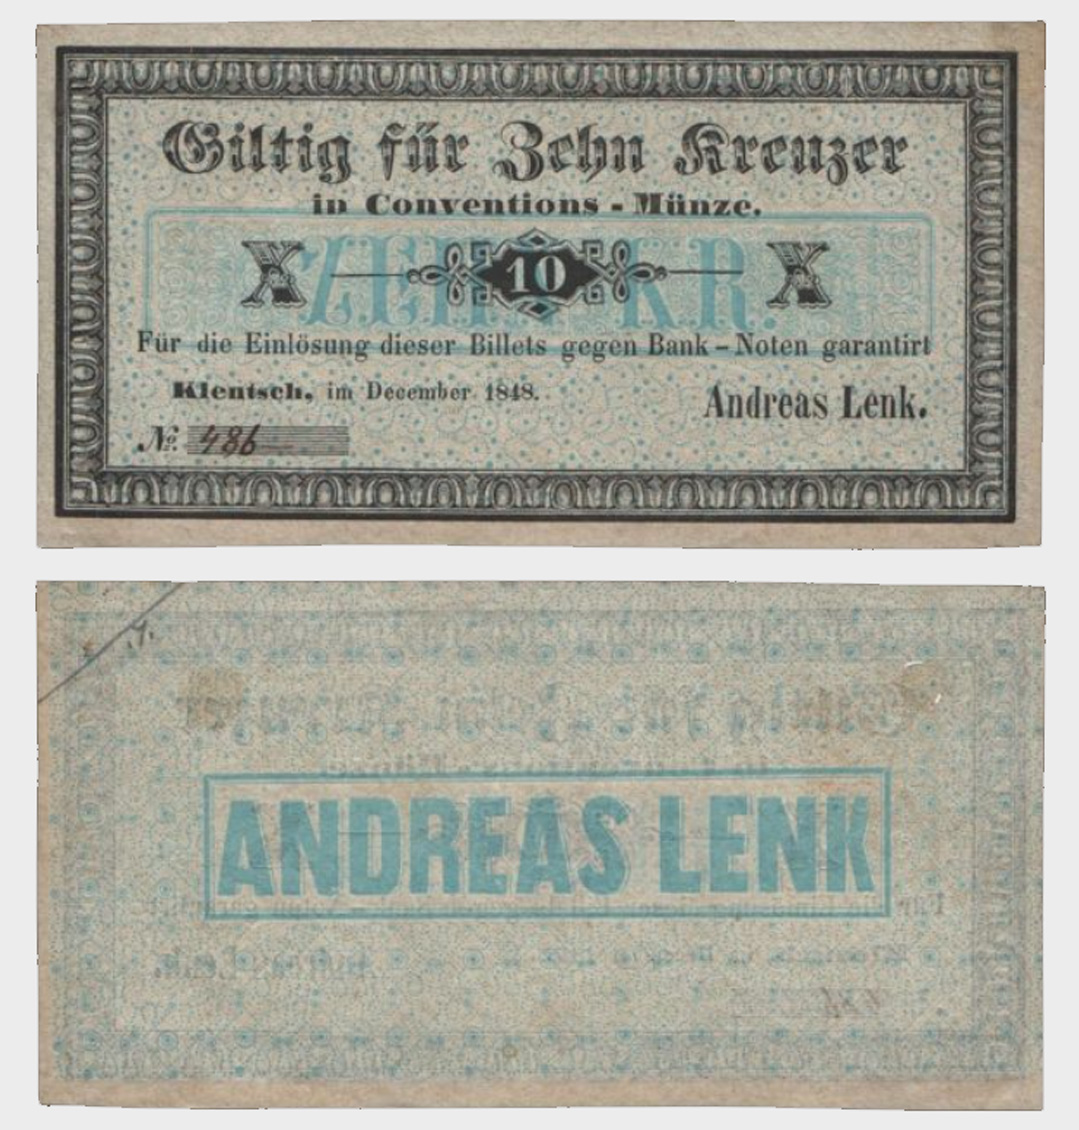 Giltig für Zehn Kreuzer
in Conventions - Münze.
ZEHN KR.
X 10 X
Für die Einlösung dieser Billets gegen Bank – Noten garantirt
Klentsch, im December 1848.
Andreas Lenk.
No. 486
ANDREAS LENK